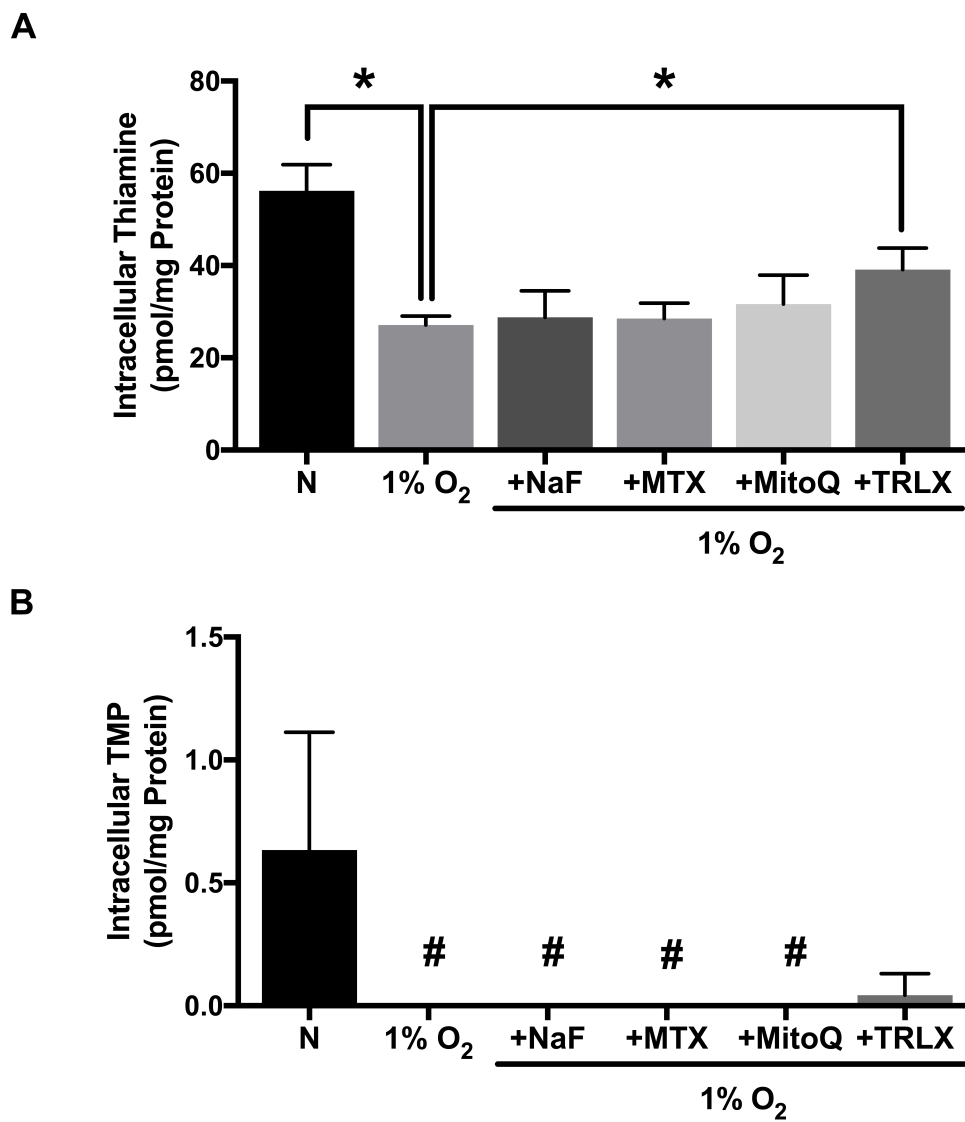 A
Intracellular Thiamine
(pmol/mg Protein)
80
60
40
20
0
*
*
N
1% O2
+NaF
+MTX
+MitoQ
+TRLX
1% O2
B
Intracellular TMP
(pmol/mg Protein)
1.5
1.0
0.5
0.0
#
#
#
#
N
1% O2
+NaF
+MTX
+MitoQ
+TRLX
1% O2